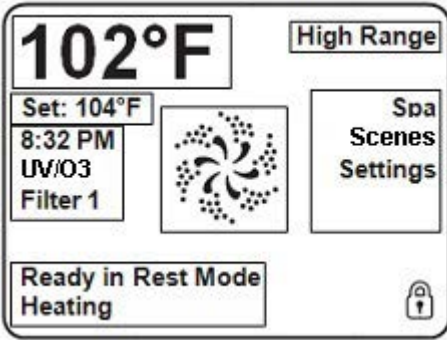 102°F
High Range
Set: 104°F
8:32 PM
UV/O3
Filter 1
Spa
Scenes
Settings
Ready in Rest Mode
Heating